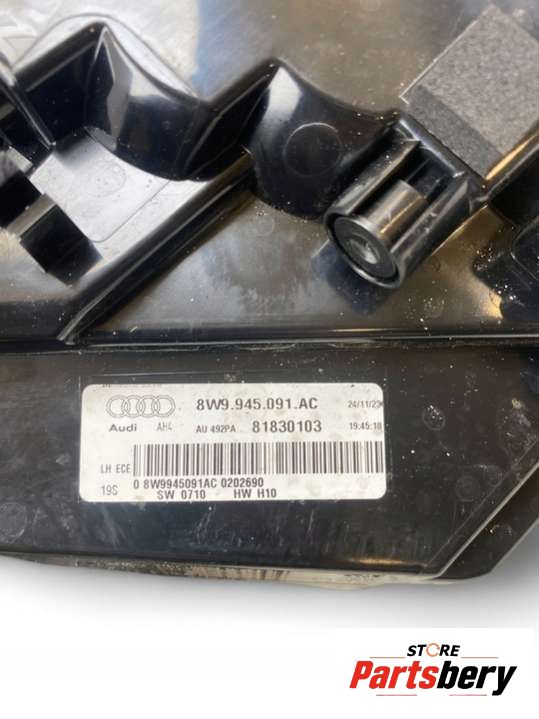 8W9.945.091.AC
24/11/23
Audi AHL AU 492PA 81830103 19:45:18
LH ECE
0 8W9945091AC 0202690
19S SW 0710 HW H10
STORE
Partsbery